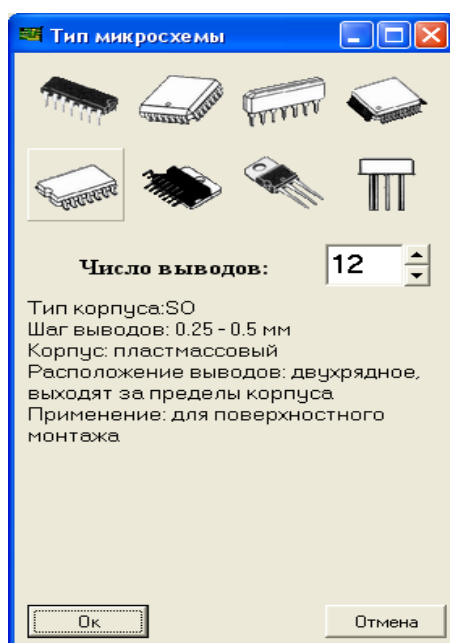 Тип микросхемы
Число выводов: 12
Тип корпуса:SO
Шаг выводов: 0.25 - 0.5 мм
Корпус: пластмассовый
Расположение выводов: двухрядное,
выходят за пределы корпуса
Применение: для поверхностного
монтажа
Ок Отмена